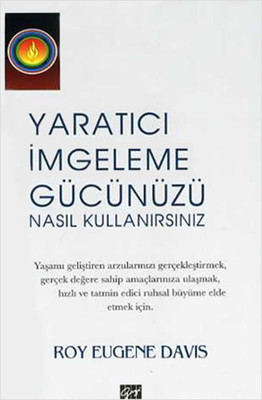 YARATICI
İMGELEME
GÜCÜNÜZÜ
NASIL KULLANIRSINIZ
Yaşamı geliştiren arzularınızı gerçekleştirmek,
gerçek değere sahip amaçlarınıza ulaşmak,
hızlı ve tatmin edici ruhsal büyüme elde
etmek için.
ROY EUGENE DAVIS